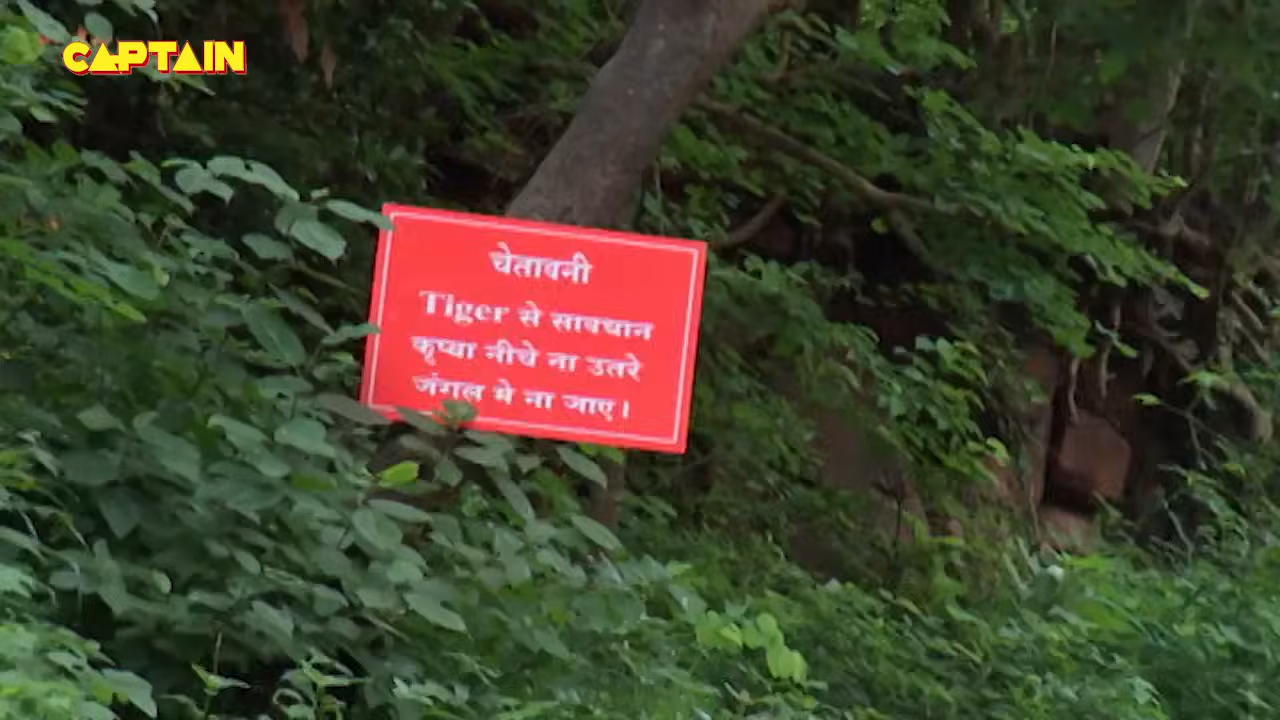 CAPTAIN
चेतावनी
Tiger से सावधान
कृप्या नीचे ना उतरे
जंगल मे ना जाए।